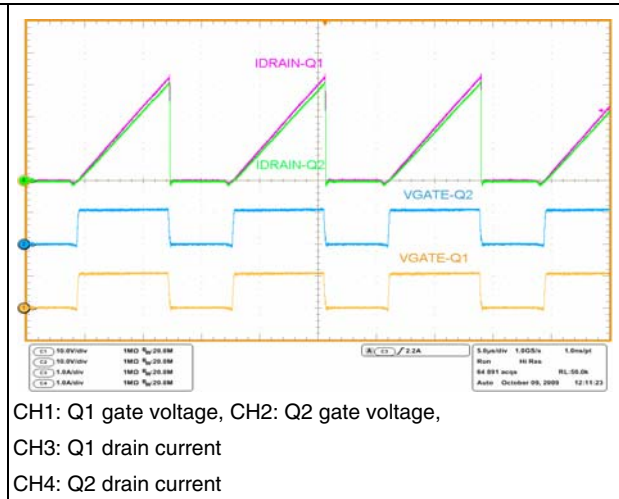 IDRAIN-Q1
IDRAIN-Q2
VGATE-Q2
VGATE-Q1
C1 10.0V/div 1MΩ BW:20.0M
C2 10.0V/div 1MΩ BW:20.0M
C3 1.0A/div 1MΩ BW:20.0M
C4 1.0A/div 1MΩ BW:20.0M
A C3 2.2A
5.0µs/div 1.0GS/s 1.0ns/pt
Run Hi Res
64 091 acqs RL:50.0k
Auto October 09, 2009 12:11:23
CH1: Q1 gate voltage, CH2: Q2 gate voltage,
CH3: Q1 drain current
CH4: Q2 drain current